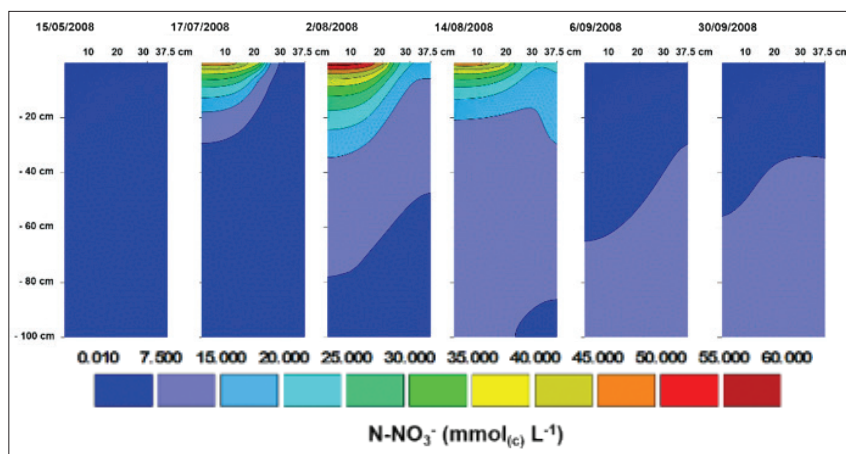 15/05/2008 17/07/2008 2/08/2008 14/08/2008 6/09/2008 30/09/2008
10 20 30 37.5 cm 10 20 30 37.5 cm 10 20 30 37.5 cm 10 20 30 37.5 cm 10 20 30 37.5 cm 10 20 30 37.5 cm
- 20 cm
- 40 cm
- 60 cm
- 80 cm
- 100 cm
0.010 7.500 15.000 20.000 25.000 30.000 35.000 40.000 45.000 50.000 55.000 60.000
N-NO₃⁻ (mmol₍c₎ L⁻¹)